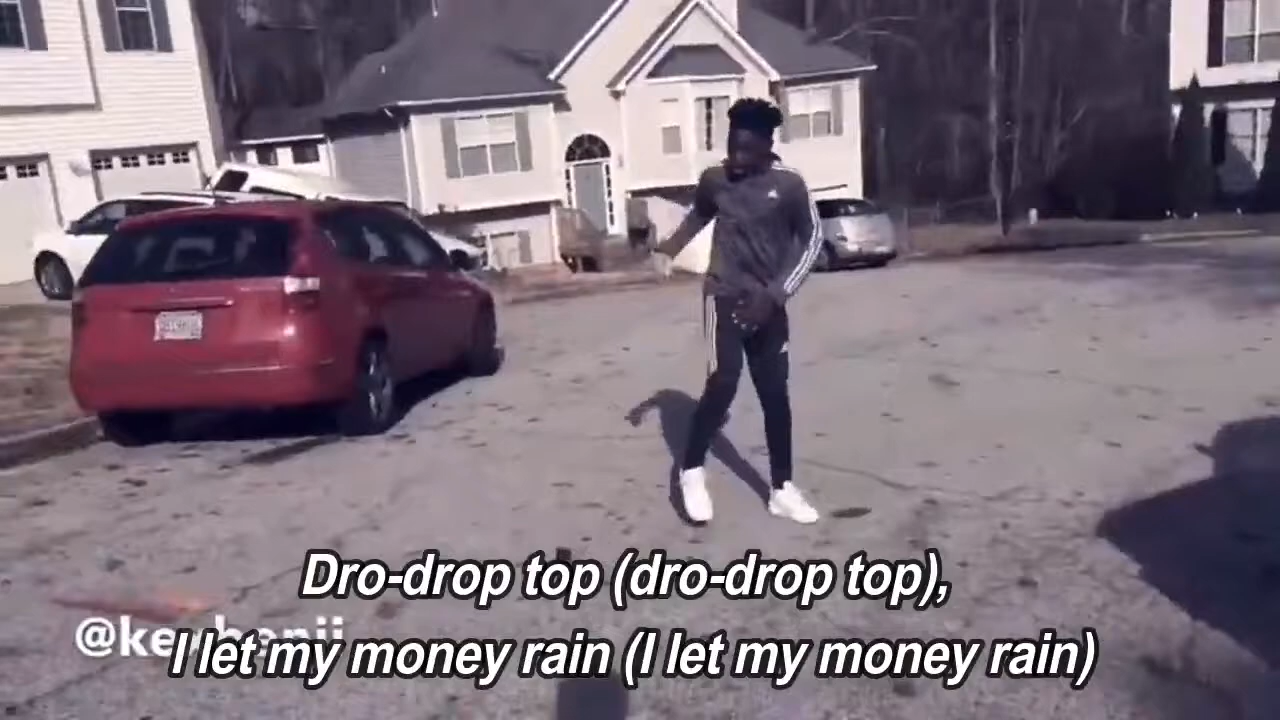 Dro-drop top (dro-drop top),
I let my money rain (I let my money rain)